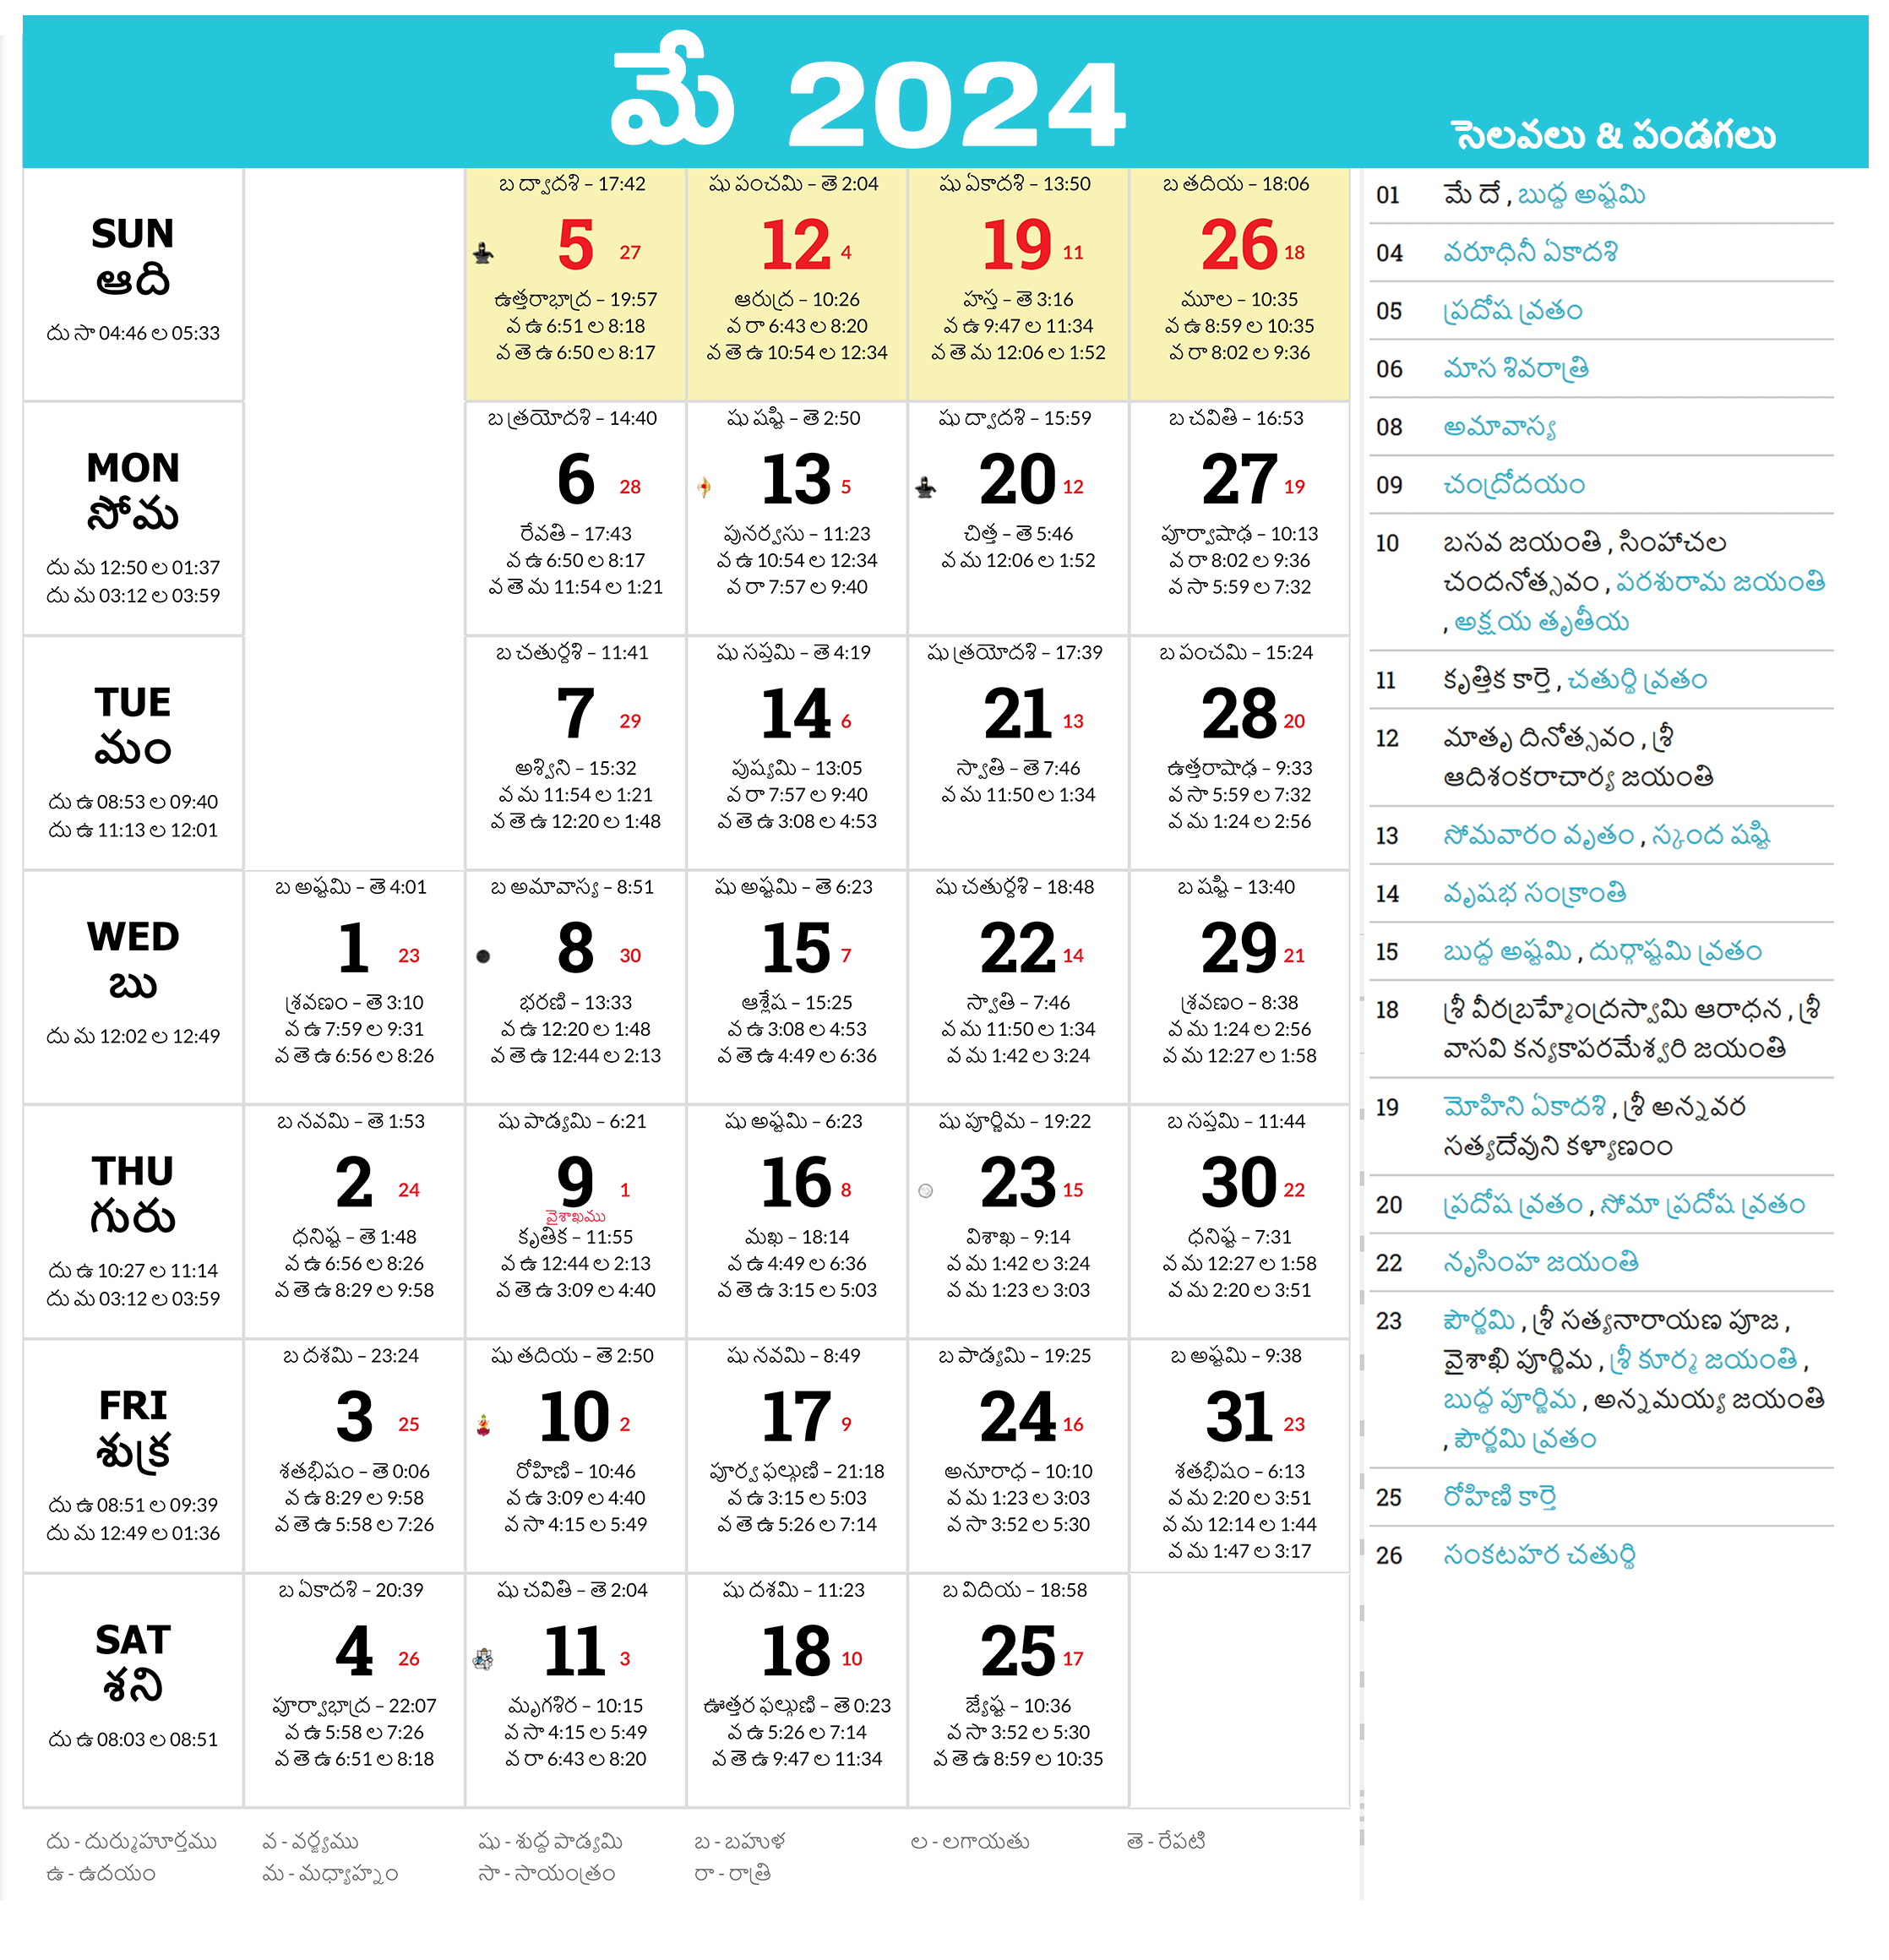 మే 2024
సెలవలు & పండగలు
SUN
ఆది
దు సా 04:46 ల 05:33
బ ద్వాదశి – 17:42
5 27
ఉత్తరాభాద్ర – 19:57
వ ఉ 6:51 ల 8:18
వ తె ఉ 6:50 ల 8:17
షు పంచమి – తె 2:04
12 4
ఆరుద్ర – 10:26
వ రా 6:43 ల 8:20
వ తె ఉ 10:54 ల 12:34
షు ఏకాదశి – 13:50
19 11
హస్త – తె 3:16
వ ఉ 9:47 ల 11:34
వ తె మ 12:06 ల 1:52
బ తదియ – 18:06
26 18
మూల – 10:35
వ ఉ 8:59 ల 10:35
వ రా 8:02 ల 9:36
MON
సోమ
దు మ 12:50 ల 01:37
దు మ 03:12 ల 03:59
బ త్రయోదశి – 14:40
6 28
రేవతి – 17:43
వ ఉ 6:50 ల 8:17
వ తె మ 11:54 ల 1:21
షు షష్టి – తె 2:50
13 5
పునర్వసు – 11:23
వ ఉ 10:54 ల 12:34
వ రా 7:57 ల 9:40
షు ద్వాదశి – 15:59
20 12
చిత్త – తె 5:46
వ మ 12:06 ల 1:52
బ చవితి – 16:53
27 19
పూర్వాషాఢ – 10:13
వ రా 8:02 ల 9:36
వ సా 5:59 ల 7:32
TUE
మం
దు ఉ 08:53 ల 09:40
దు ఉ 11:13 ల 12:01
బ చతుర్దశి – 11:41
7 29
అశ్విని – 15:32
వ మ 11:54 ల 1:21
వ తె ఉ 12:20 ల 1:48
షు సప్తమి – తె 4:19
14 6
పుష్యమి – 13:05
వ రా 7:57 ల 9:40
వ తె ఉ 3:08 ల 4:53
షు త్రయోదశి – 17:39
21 13
స్వాతి – తె 7:46
వ మ 11:50 ల 1:34
బ పంచమి – 15:24
28 20
ఉత్తరాషాఢ – 9:33
వ సా 5:59 ల 7:32
వ మ 1:24 ల 2:56
WED
బు
దు మ 12:02 ల 12:49
బ అష్టమి – తె 4:01
1 23
శ్రవణం – తె 3:10
వ ఉ 7:59 ల 9:31
వ తె ఉ 6:56 ల 8:26
బ అమావాస్య – 8:51
8 30
భరణి – 13:33
వ ఉ 12:20 ల 1:48
వ తె ఉ 12:44 ల 2:13
షు అష్టమి – తె 6:23
15 7
ఆశ్లేష – 15:25
వ ఉ 3:08 ల 4:53
వ తె ఉ 4:49 ల 6:36
షు చతుర్దశి – 18:48
22 14
స్వాతి – 7:46
వ మ 11:50 ల 1:34
వ మ 1:42 ల 3:24
బ షష్టి – 13:40
29 21
శ్రవణం – 8:38
వ మ 1:24 ల 2:56
వ మ 12:27 ల 1:58
THU
గురు
దు ఉ 10:27 ల 11:14
దు మ 03:12 ల 03:59
బ నవమి – తె 1:53
2 24
ధనిష్ట – తె 1:48
వ ఉ 6:56 ల 8:26
వ తె ఉ 8:29 ల 9:58
షు పాడ్యమి – 6:21
9 1
వైశాఖము
కృతిక – 11:55
వ ఉ 12:44 ల 2:13
వ తె ఉ 3:09 ల 4:40
షు అష్టమి – 6:23
16 8
మఖ – 18:14
వ ఉ 4:49 ల 6:36
వ తె ఉ 3:15 ల 5:03
షు పూర్ణిమ – 19:22
23 15
విశాఖ – 9:14
వ మ 1:42 ల 3:24
వ మ 1:23 ల 3:03
బ సప్తమి – 11:44
30 22
ధనిష్ట – 7:31
వ మ 12:27 ల 1:58
వ మ 2:20 ల 3:51
FRI
శుక్ర
దు ఉ 08:51 ల 09:39
దు మ 12:49 ల 01:36
బ దశమి – 23:24
3 25
శతభిషం – తె 0:06
వ ఉ 8:29 ల 9:58
వ తె ఉ 5:58 ల 7:26
షు తదియ – తె 2:50
10 2
రోహిణి – 10:46
వ ఉ 3:09 ల 4:40
వ సా 4:15 ల 5:49
షు నవమి – 8:49
17 9
పూర్వ ఫల్గుణి – 21:18
వ ఉ 3:15 ల 5:03
వ తె ఉ 5:26 ల 7:14
బ పాడ్యమి – 19:25
24 16
అనూరాధ – 10:10
వ మ 1:23 ల 3:03
వ సా 3:52 ల 5:30
బ అష్టమి – 9:38
31 23
శతభిషం – 6:13
వ మ 2:20 ల 3:51
వ మ 12:14 ల 1:44
వ మ 1:47 ల 3:17
SAT
శని
దు ఉ 08:03 ల 08:51
బ ఏకాదశి – 20:39
4 26
పూర్వాభాద్ర – 22:07
వ ఉ 5:58 ల 7:26
వ తె ఉ 6:51 ల 8:18
షు చవితి – తె 2:04
11 3
మృగశిర – 10:15
వ సా 4:15 ల 5:49
వ రా 6:43 ల 8:20
షు దశమి – 11:23
18 10
ఊత్తర ఫల్గుణి – తె 0:23
వ ఉ 5:26 ల 7:14
వ తె ఉ 9:47 ల 11:34
బ విదియ – 18:58
25 17
జ్యేష్ట – 10:36
వ సా 3:52 ల 5:30
వ తె ఉ 8:59 ల 10:35
దు - దుర్ముహూర్తము
ఉ - ఉదయం
వ - వర్జ్యము
మ - మధ్యాహ్నం
షు - శుద్ద పాడ్యమి
సా - సాయంత్రం
బ - బహుళ
రా - రాత్రి
ల - లగాయతు
తె - రేపటి
01 మే దే , బుద్ధ అష్టమి
04 వరూధినీ ఏకాదశి
05 ప్రదోష వ్రతం
06 మాస శివరాత్రి
08 అమావాస్య
09 చంద్రోదయం
10 బసవ జయంతి , సింహాచల
చందనోత్సవం , పరశురామ జయంతి
, అక్షయ తృతీయ
11 కృత్తిక కార్తె , చతుర్థి వ్రతం
12 మాతృ దినోత్సవం , శ్రీ
ఆదిశంకరాచార్య జయంతి
13 సోమవారం వృతం , స్కంద షష్టి
14 వృషభ సంక్రాంతి
15 బుద్ధ అష్టమి , దుర్గాష్టమి వ్రతం
18 శ్రీ వీరబ్రహ్మేంద్రస్వామి ఆరాధన , శ్రీ
వాసవి కన్యకాపరమేశ్వరి జయంతి
19 మోహిని ఏకాదశి , శ్రీ అన్నవర
సత్యదేవుని కళ్యాణంం
20 ప్రదోష వ్రతం , సోమా ప్రదోష వ్రతం
22 నృసింహ జయంతి
23 పౌర్ణమి , శ్రీ సత్యనారాయణ పూజ ,
వైశాఖి పూర్ణిమ , శ్రీ కూర్మ జయంతి ,
బుద్ధ పూర్ణిమ , అన్నమయ్య జయంతి
, పౌర్ణమి వ్రతం
25 రోహిణి కార్తె
26 సంకటహర చతుర్థి